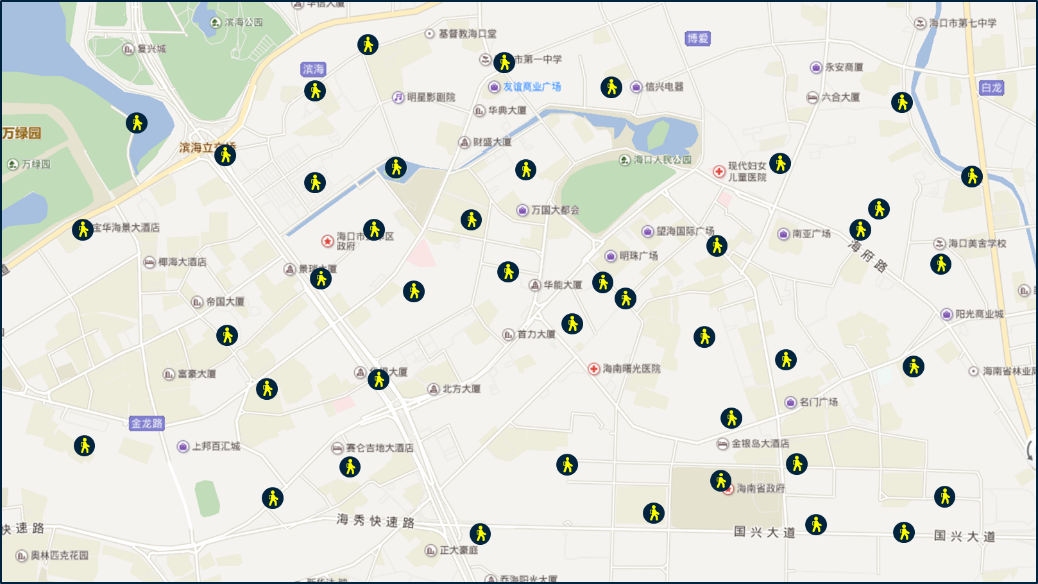 华信大厦
滨海公园
海口市第七中学
基督教海口堂
博爱
复兴城
市第一中学
滨海
永安商厦
友谊商业广场
信兴电器
白龙
明星影剧院
六合大厦
华典大厦
万绿园
财盛大厦
滨海立交桥
万绿园
海口人民公园
现代妇女
儿童医院
万国大都会
宝华海景大酒店
望海国际广场
南亚广场
海口市
区
政府
海口美舍学校
海府路
明珠广场
椰海大酒店
景瑞大厦
华能大厦
帝国大厦
阳光商业城
首力大厦
海南曙光医院
富豪大厦
大厦
海南省林业局
北方大厦
名门广场
金龙路
上邦百汇城
赛仑吉地大酒店
金银岛大酒店
海南省政府
海秀快速路
快速路
国兴大道
国兴大道
正大豪庭
奥林匹克花园